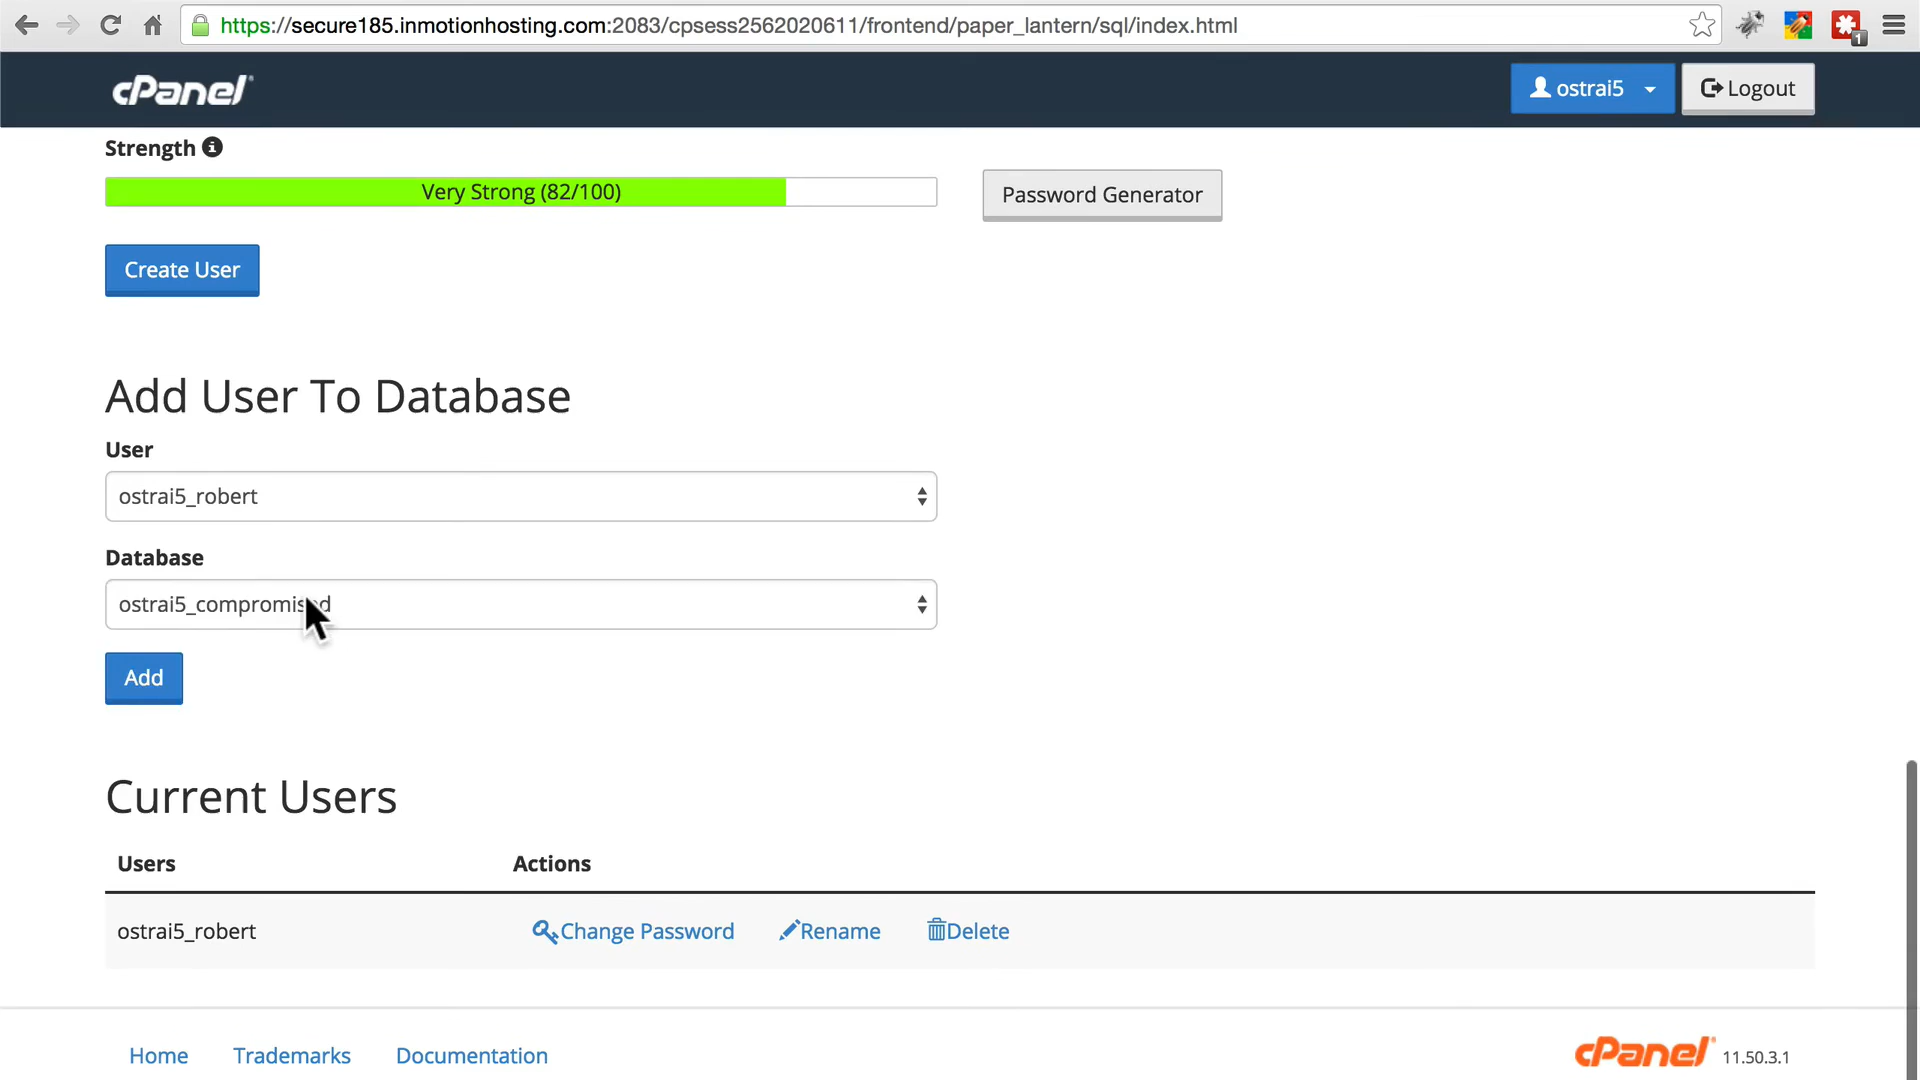 https://secure185.inmotionhosting.com:2083/cpsess2562020611/frontend/paper_lantern/sql/index.html
1
cPanel
ostrai5
Logout
Strength
Very Strong (82/100)
Password Generator
Create User
Add User To Database
User
ostrai5_robert
Database
ostrai5_compromised
Add
Current Users
Users Actions
ostrai5_robert Change Password Rename Delete
Home Trademarks Documentation
cPanel 11.50.3.1